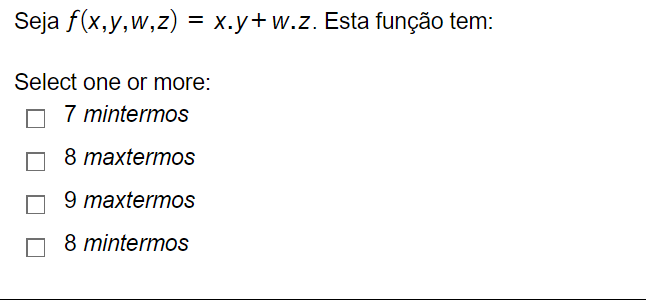 Seja f(x,y,w,z) = x.y+w.z. Esta função tem:
Select one or more:
7 mintermos
8 maxtermos
9 maxtermos
8 mintermos